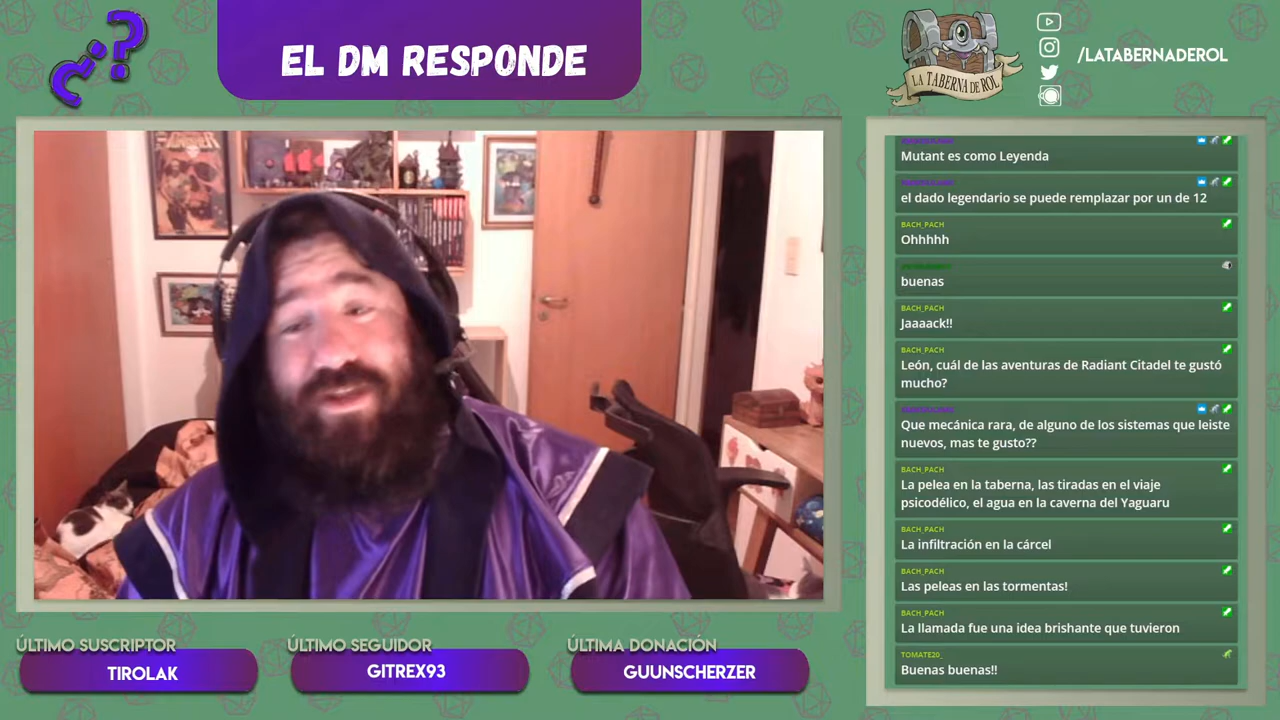 EL DM RESPONDE
LA TABERNA DE ROL
/LATABERNADEROL
Mutant es como Leyenda
el dado legendario se puede remplazar por un de 12
BACH_PACH
Ohhhhh
buenas
BACH_PACH
Jaaaack!!
BACH_PACH
León, cuál de las aventuras de Radiant Citadel te gustó
mucho?
Que mecánica rara, de alguno de los sistemas que leiste
nuevos, mas te gusto??
BACH_PACH
La pelea en la taberna, las tiradas en el viaje
psicodélico, el agua en la caverna del Yaguaru
BACH_PACH
La infiltración en la cárcel
BACH_PACH
Las peleas en las tormentas!
BACH_PACH
La llamada fue una idea brishante que tuvieron
TOMATE20_
Buenas buenas!!
ÚLTIMO SUSCRIPTOR
TIROLAK
ÚLTIMO SEGUIDOR
GITREX93
ÚLTIMA DONACIÓN
GUUNSCHERZER